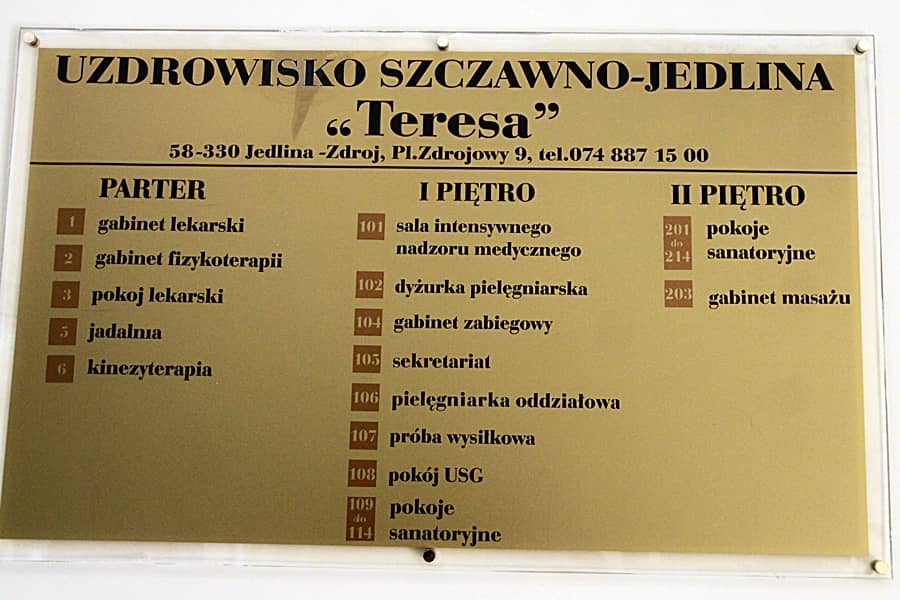 UZDROWISKO SZCZAWNO-JEDLINA
“Teresa”
58-330 Jedlina -Zdroj, Pl.Zdrojowy 9, tel.074 887 15 00
PARTER
1 gabinet lekarski
2 gabinet fizykoterapii
3 pokoj lekarski
5 jadalnia
6 kinezyterapia
I PIĘTRO
101 sala intensywnego
nadzoru medycznego
102 dyżurka pielęgniarska
104 gabinet zabiegowy
105 sekretariat
106 pielęgniarka oddziałowa
107 próba wysiłkowa
108 pokój USG
109 do 114 pokoje
sanatoryjne
II PIĘTRO
201 do 214 pokoje
sanatoryjne
203 gabinet masażu